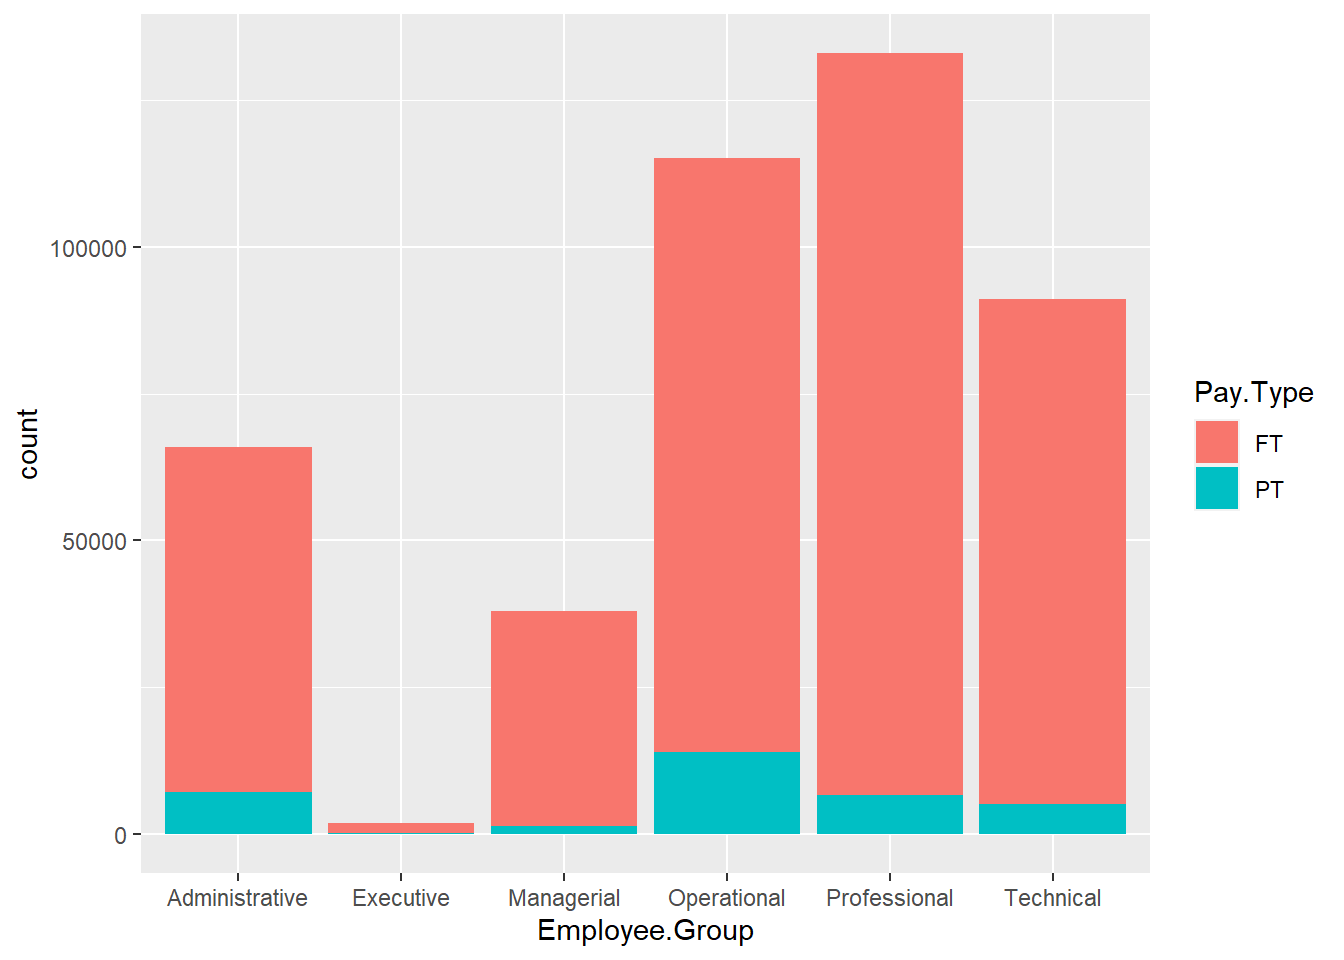 100000
50000
0
count
Administrative Executive Managerial Operational Professional Technical
Employee.Group
Pay.Type
FT
PT